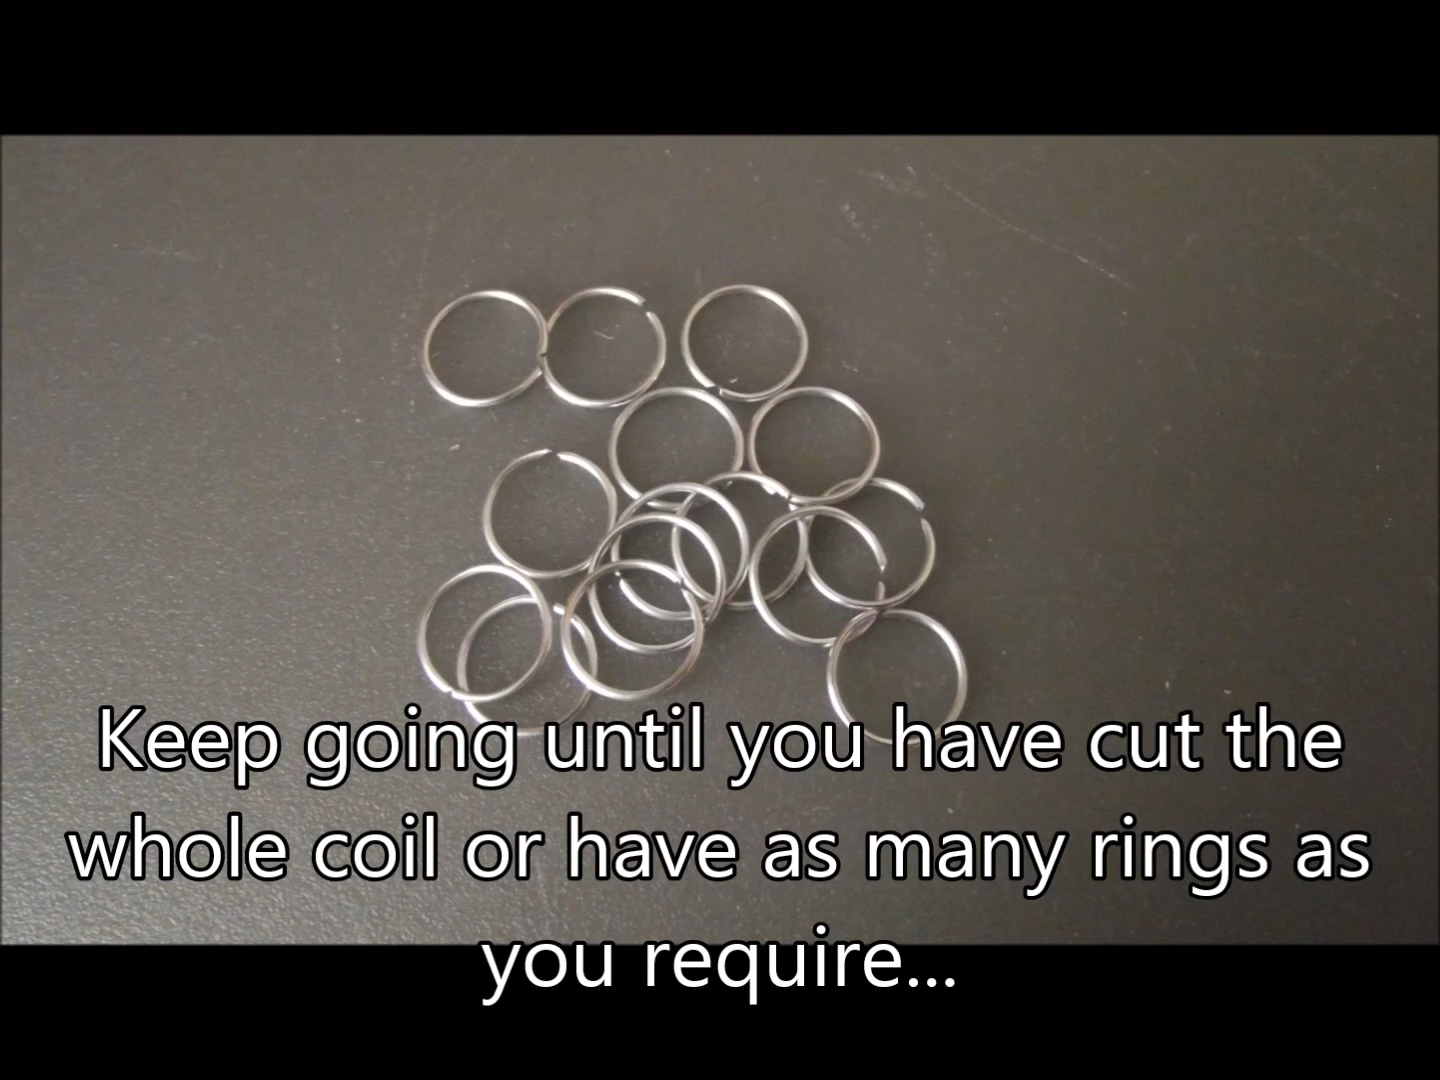 Keep going until you have cut the
whole coil or have as many rings as
you require...